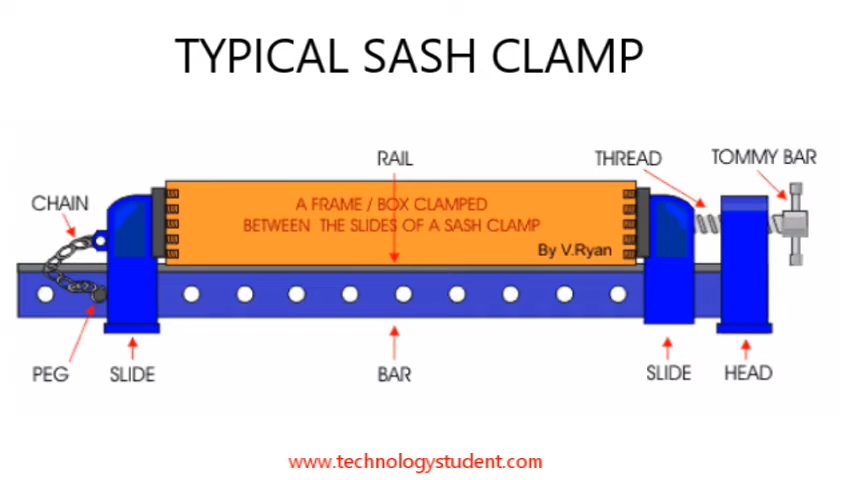 TYPICAL SASH CLAMP
RAIL
THREAD
TOMMY BAR
CHAIN
A FRAME / BOX CLAMPED
BETWEEN THE SLIDES OF A SASH CLAMP
By V.Ryan
PEG
SLIDE
BAR
SLIDE
HEAD
www.technologystudent.com